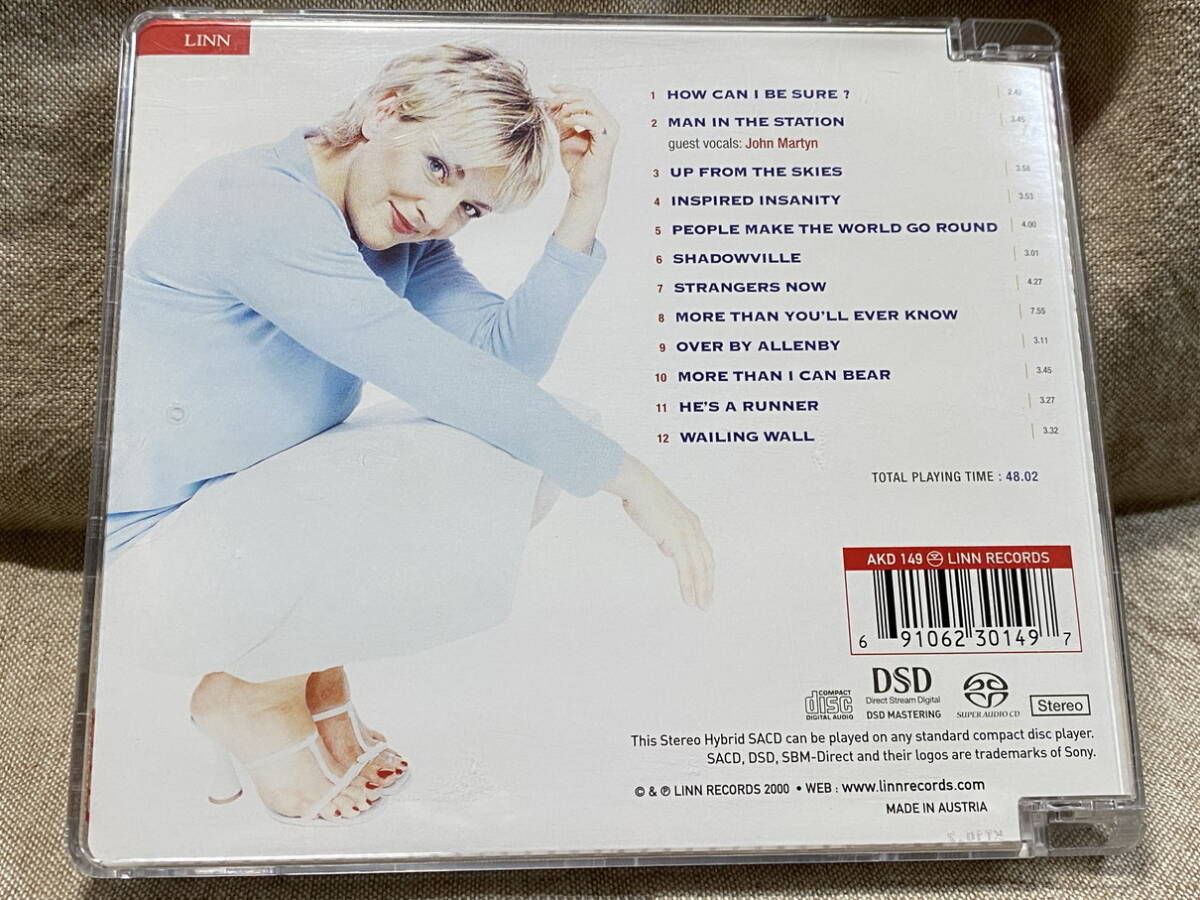 LINN
1 HOW CAN I BE SURE ? 2.42
2 MAN IN THE STATION 3.45
guest vocals: John Martyn
3 UP FROM THE SKIES 3.58
4 INSPIRED INSANITY 3.53
5 PEOPLE MAKE THE WORLD GO ROUND 4.00
6 SHADOWVILLE 3.01
7 STRANGERS NOW 4.27
8 MORE THAN YOU'LL EVER KNOW 7.55
9 OVER BY ALLENBY 3.11
10 MORE THAN I CAN BEAR 3.45
11 HE'S A RUNNER 3.27
12 WAILING WALL 3.32
TOTAL PLAYING TIME : 48.02
AKD 149 LINN RECORDS
6 91062 30149 7
COMPACT disc DIGITAL AUDIO
DSD
Direct Stream Digital
DSD MASTERING
SUPER AUDIO CD
Stereo
This Stereo Hybrid SACD can be played on any standard compact disc player.
SACD, DSD, SBM-Direct and their logos are trademarks of Sony.
© & ℗ LINN RECORDS 2000 • WEB : www.linnrecords.com
MADE IN AUSTRIA